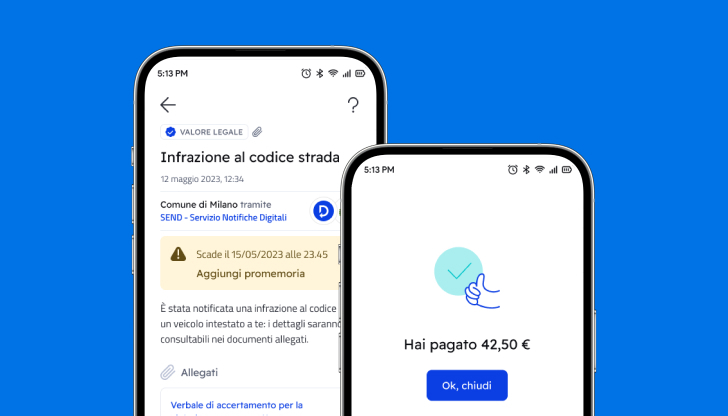 5:13 PM
VALORE LEGALE
Infrazione al codice strada
12 maggio 2023, 12:34
Comune di Milano tramite
SEND - Servizio Notifiche Digitali
Scade il 15/05/2023 alle 23.45
Aggiungi promemoria
È stata notificata una infrazione al codice
un veicolo intestato a te: i dettagli sarann
consultabili nei documenti allegati.
Allegati
Verbale di accertamento per la
5:13 PM
Hai pagato 42,50 €
Ok, chiudi